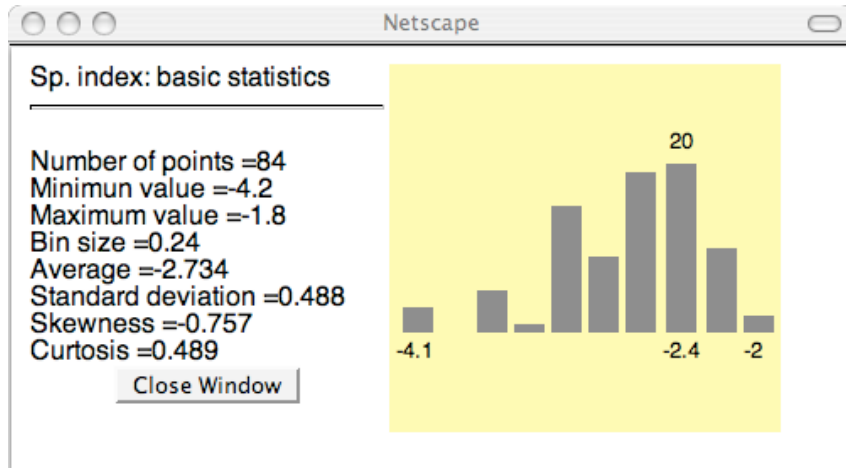 Netscape
Sp. index: basic statistics
Number of points =84
Minimun value =-4.2
Maximum value =-1.8
Bin size =0.24
Average =-2.734
Standard deviation =0.488
Skewness =-0.757
Curtosis =0.489
Close Window
20
-4.1 -2.4 -2